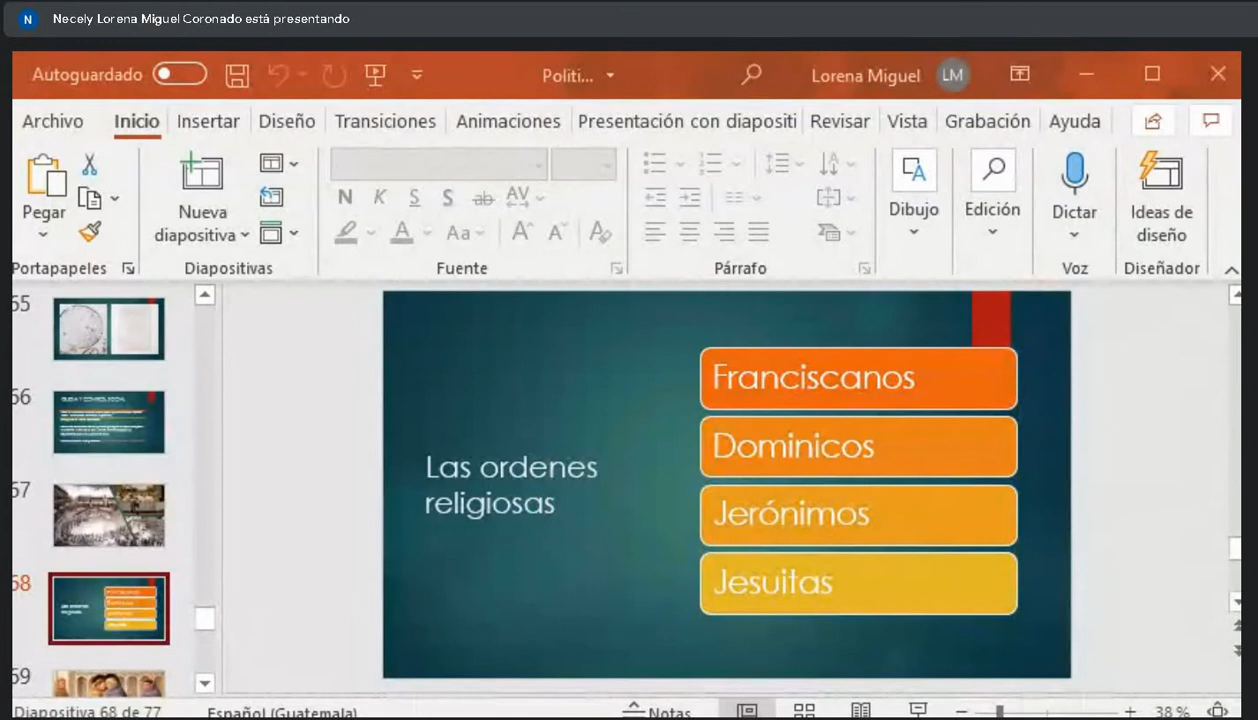 N Necely Lorena Miguel Coronado está presentando
Autoguardado Politi... Lorena Miguel LM
Archivo Inicio Insertar Diseño Transiciones Animaciones Presentación con diapositi Revisar Vista Grabación Ayuda
Pegar
Nueva
diapositiva
N K S S ab AV
Aa A A
Dibujo
Edición
Dictar
Ideas de
diseño
Portapapeles Diapositivas Fuente Párrafo Voz Diseñador
65
66
67
68
69
Las ordenes
religiosas
Franciscanos
Dominicos
Jerónimos
Jesuitas
Diapositiva 68 de 77 Español (Guatemala) Notas 38 %